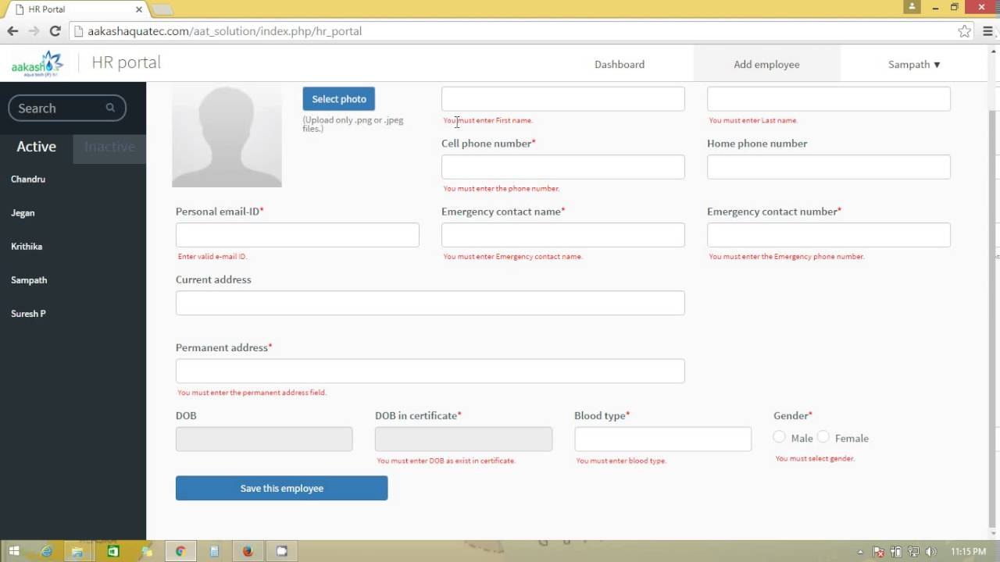 HR Portal
aakashaquatec.com/aat_solution/index.php/hr_portal
aakash
aqua tech (P) ltd
HR portal
Dashboard
Add employee
Sampath ▼
Search
Active
Inactive
Chandru
Jegan
Krithika
Sampath
Suresh P
Select photo
(Upload only .png or .jpeg
files.)
You must enter First name.
You must enter Last name.
Cell phone number*
Home phone number
You must enter the phone number.
Personal email-ID*
Emergency contact name*
Emergency contact number*
Enter valid e-mail ID.
You must enter Emergency contact name.
You must enter the Emergency phone number.
Current address
Permanent address*
You must enter the permanent address field.
DOB
DOB in certificate*
Blood type*
Gender*
Male
Female
You must enter DOB as exist in certificate.
You must enter blood type.
You must select gender.
Save this employee
11:15 PM